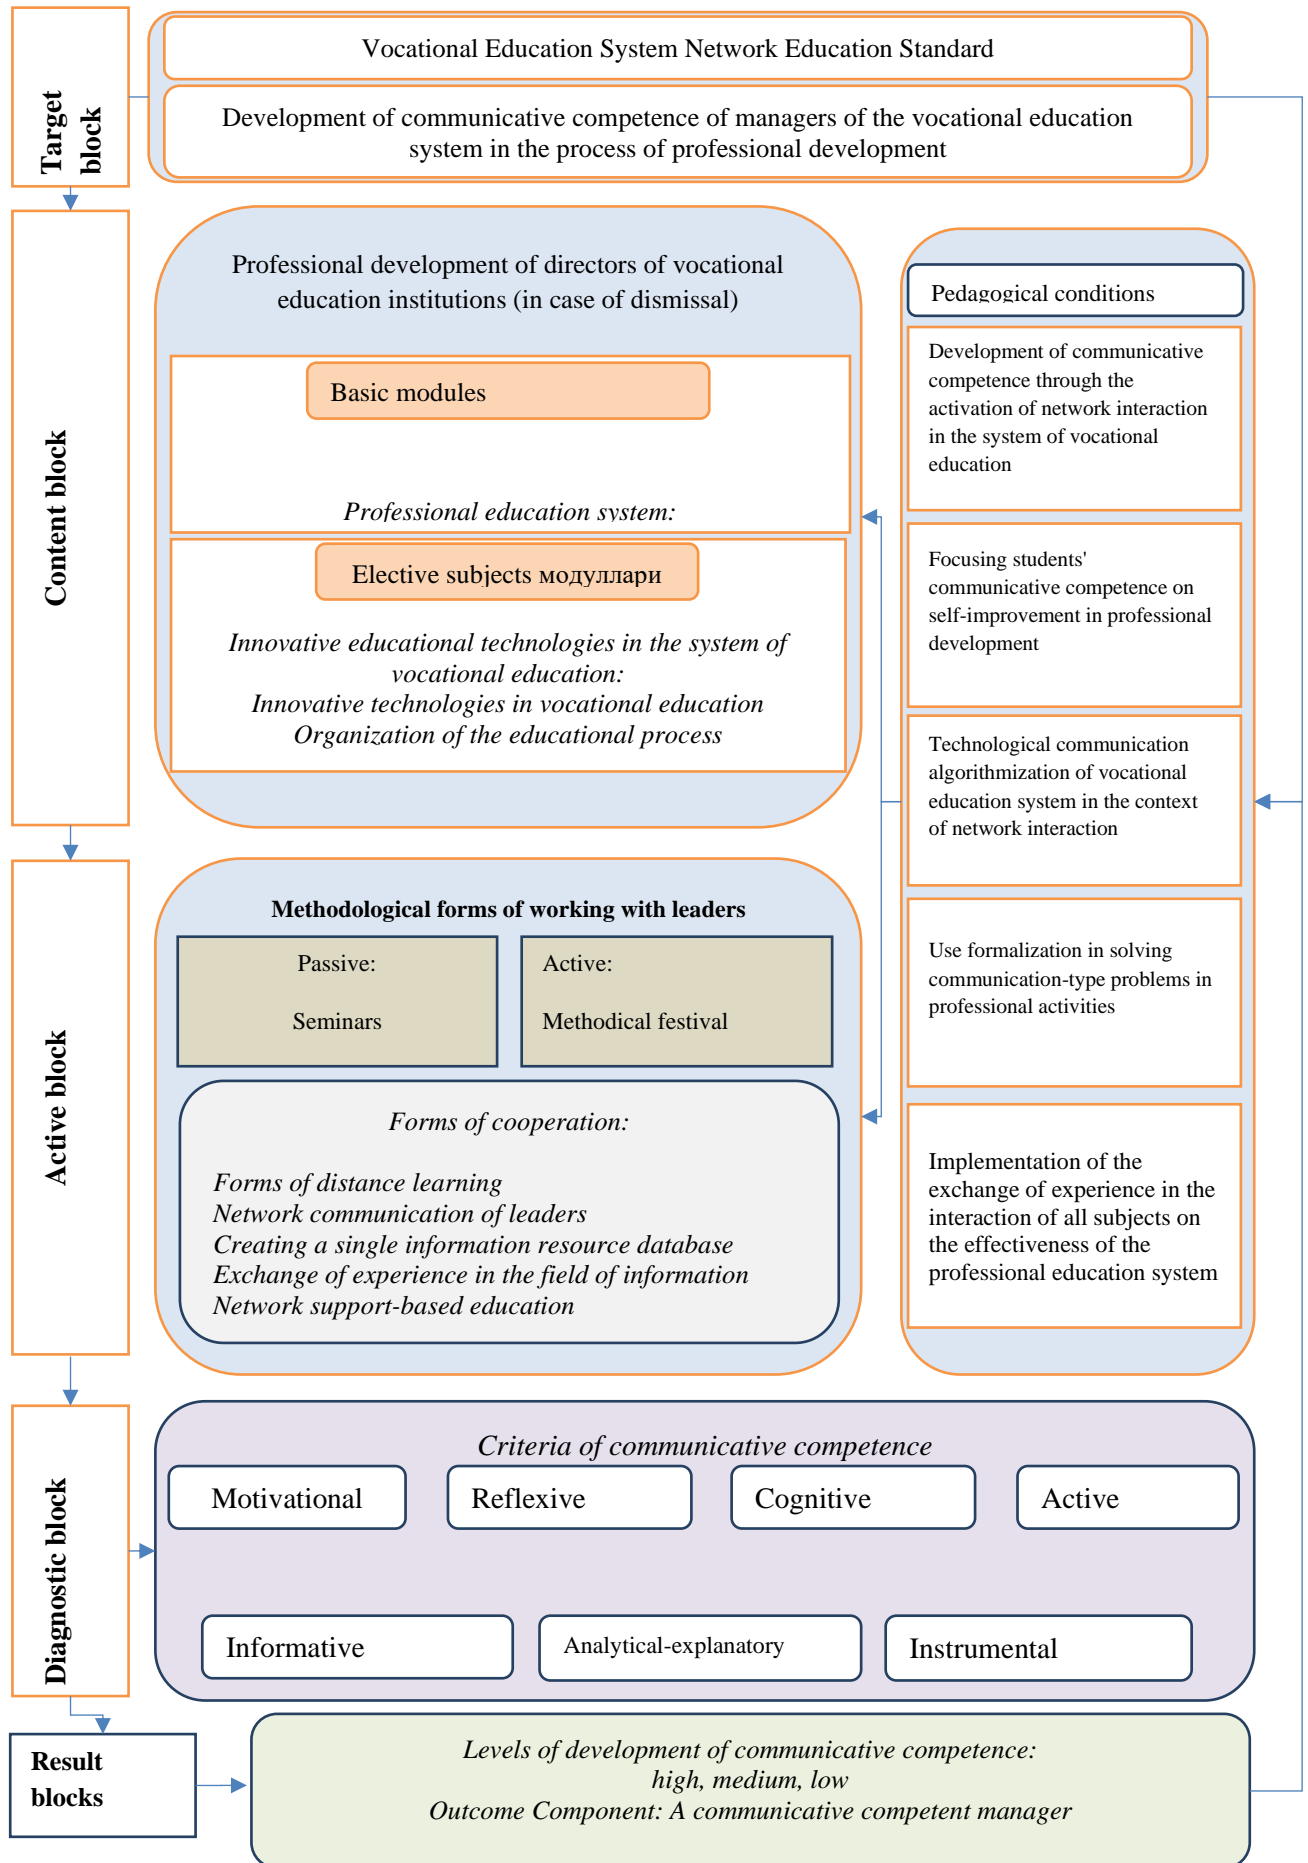 Target
block
Vocational Education System Network Education Standard
Development of communicative competence of managers of the vocational education
system in the process of professional development
Content block
Professional development of directors of vocational
education institutions (in case of dismissal)
Basic modules
Professional education system:
Elective subjects модуллари
Innovative educational technologies in the system of
vocational education:
Innovative technologies in vocational education
Organization of the educational process
Pedagogical conditions
Development of communicative
competence through the
activation of network interaction
in the system of vocational
education
Focusing students'
communicative competence on
self-improvement in professional
development
Technological communication
algorithmization of vocational
education system in the context
of network interaction
Use formalization in solving
communication-type problems in
professional activities
Implementation of the
exchange of experience in the
interaction of all subjects on
the effectiveness of the
professional education system
Active block
Methodological forms of working with leaders
Passive:
Seminars
Active:
Methodical festival
Forms of cooperation:
Forms of distance learning
Network communication of leaders
Creating a single information resource database
Exchange of experience in the field of information
Network support-based education
Diagnostic block
Criteria of communicative competence
Motivational
Reflexive
Cognitive
Active
Informative
Analytical-explanatory
Instrumental
Result
blocks
Levels of development of communicative competence:
high, medium, low
Outcome Component: A communicative competent manager